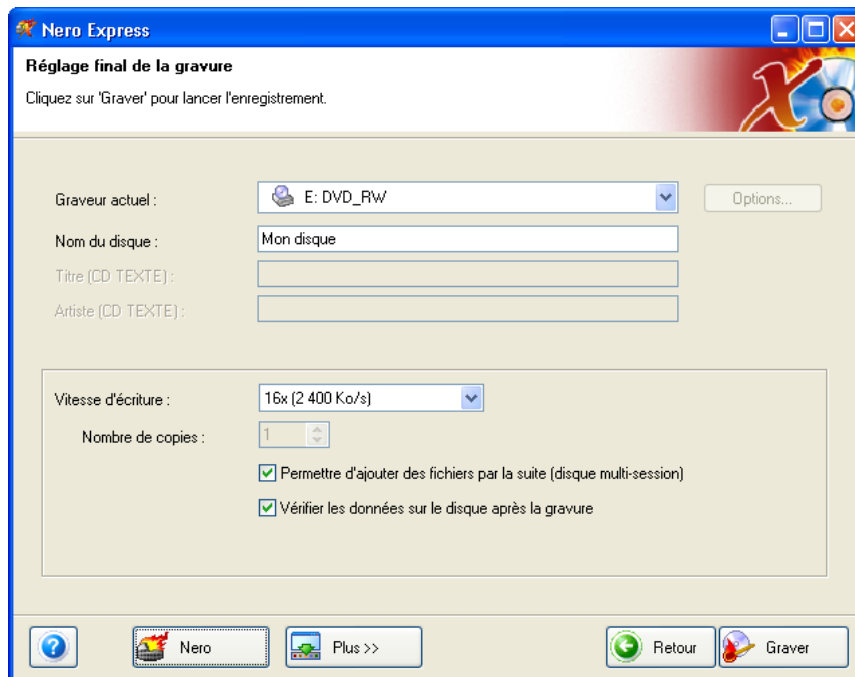 Nero Express
Réglage final de la gravure
Cliquez sur 'Graver' pour lancer l'enregistrement.
Graveur actuel :
E: DVD_RW
Options...
Nom du disque :
Mon disque
Titre (CD TEXTE) :
Artiste (CD TEXTE) :
Vitesse d'écriture :
16x (2 400 Ko/s)
Nombre de copies :
1
Permettre d'ajouter des fichiers par la suite (disque multi-session)
Vérifier les données sur le disque après la gravure
?
Nero
Plus >>
Retour
Graver